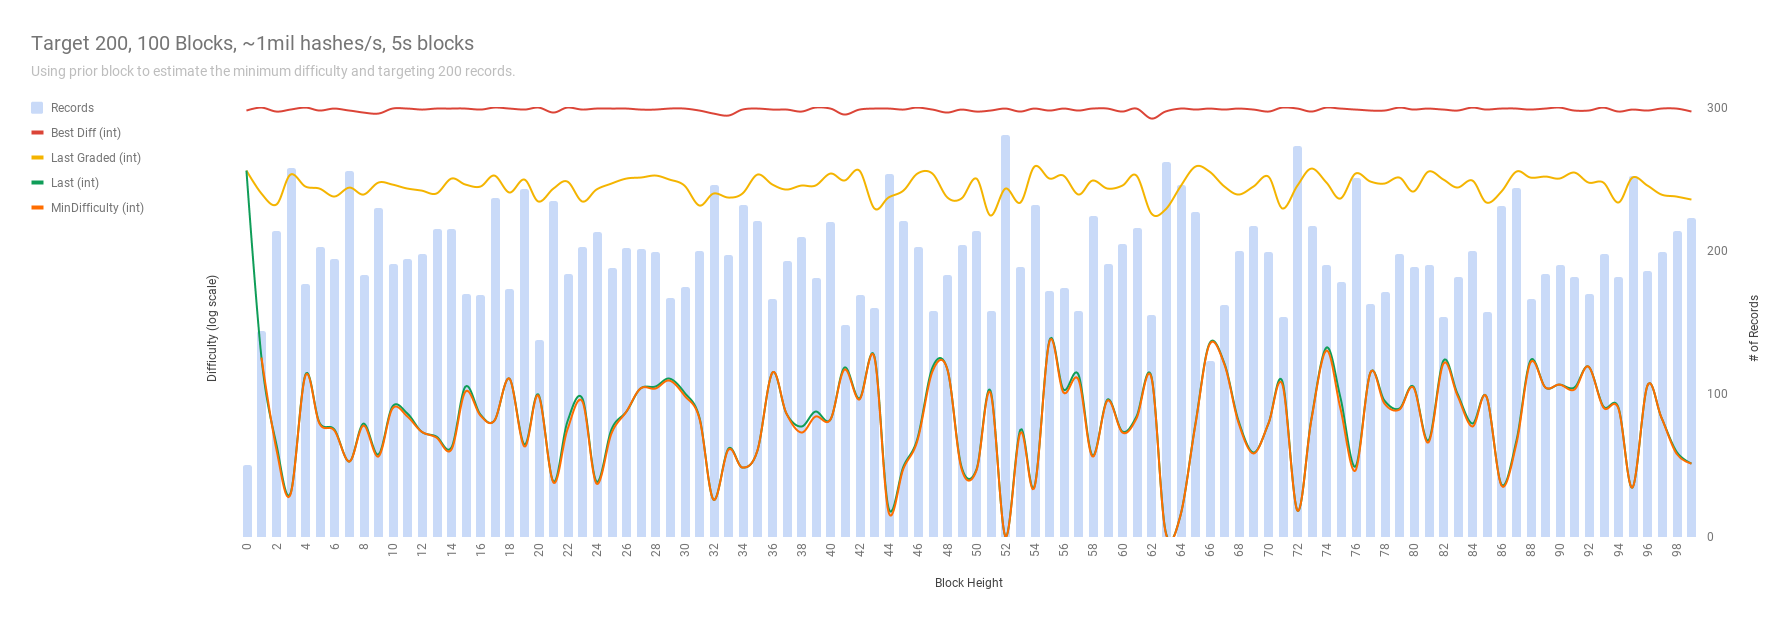 Target 200, 100 Blocks, ~1mil hashes/s, 5s blocks
Using prior block to estimate the minimum difficulty and targeting 200 records.
Records
Best Diff (int)
Last Graded (int)
Last (int)
MinDifficulty (int)
Difficulty (log scale)
300
200
100
0
# of Records
0 2 4 6 8 10 12 14 16 18 20 22 24 26 28 30 32 34 36 38 40 42 44 46 48 50 52 54 56 58 60 62 64 66 68 70 72 74 76 78 80 82 84 86 88 90 92 94 96 98
Block Height